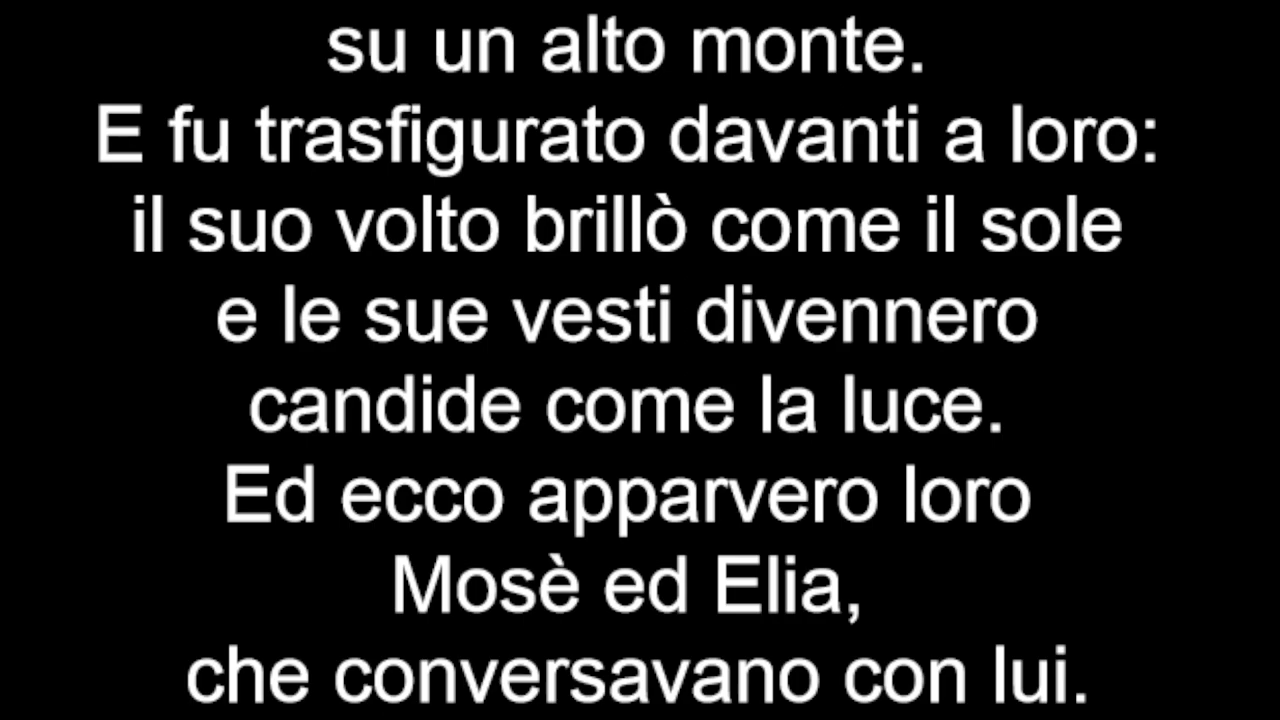 su un alto monte.
E fu trasfigurato davanti a loro:
il suo volto brillò come il sole
e le sue vesti divennero
candide come la luce.
Ed ecco apparvero loro
Mosè ed Elia,
che conversavano con lui.